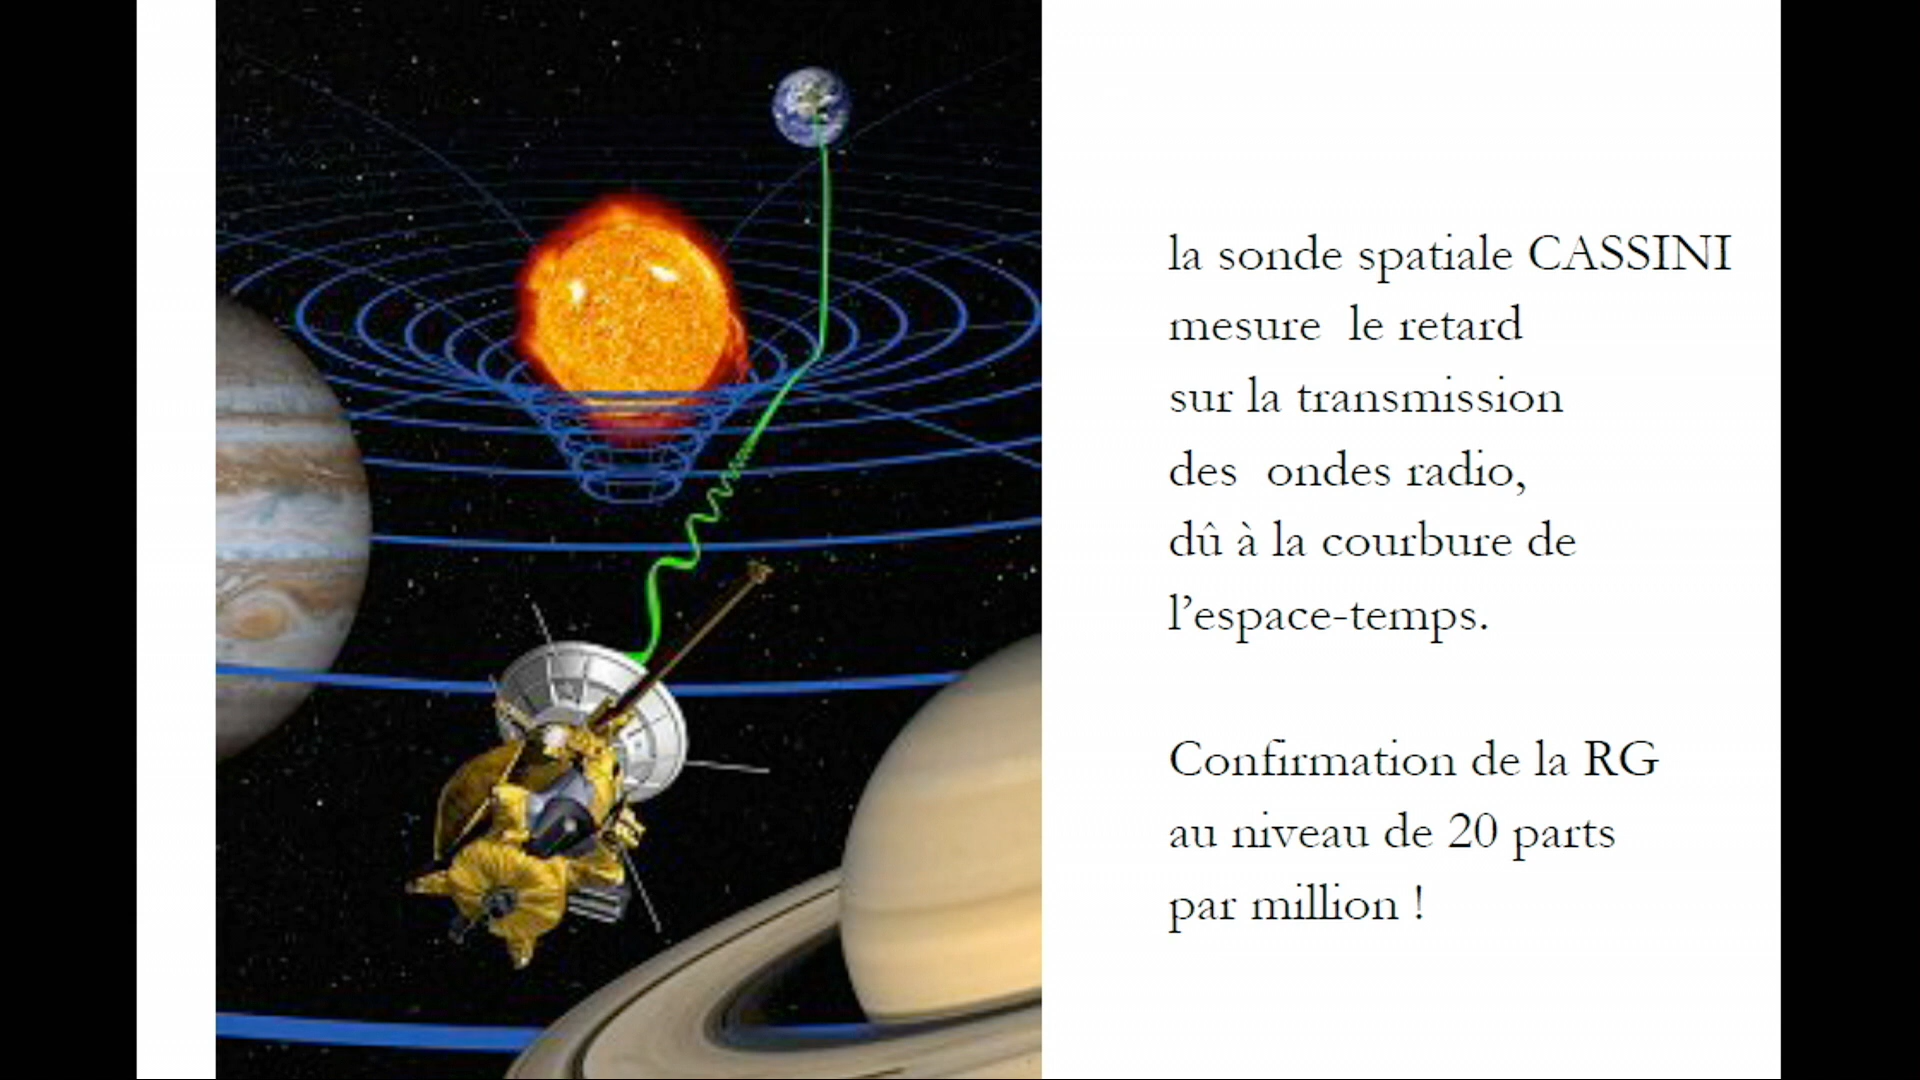 la sonde spatiale CASSINI
mesure le retard
sur la transmission
des ondes radio,
dû à la courbure de
l’espace-temps.
Confirmation de la RG
au niveau de 20 parts
par million !